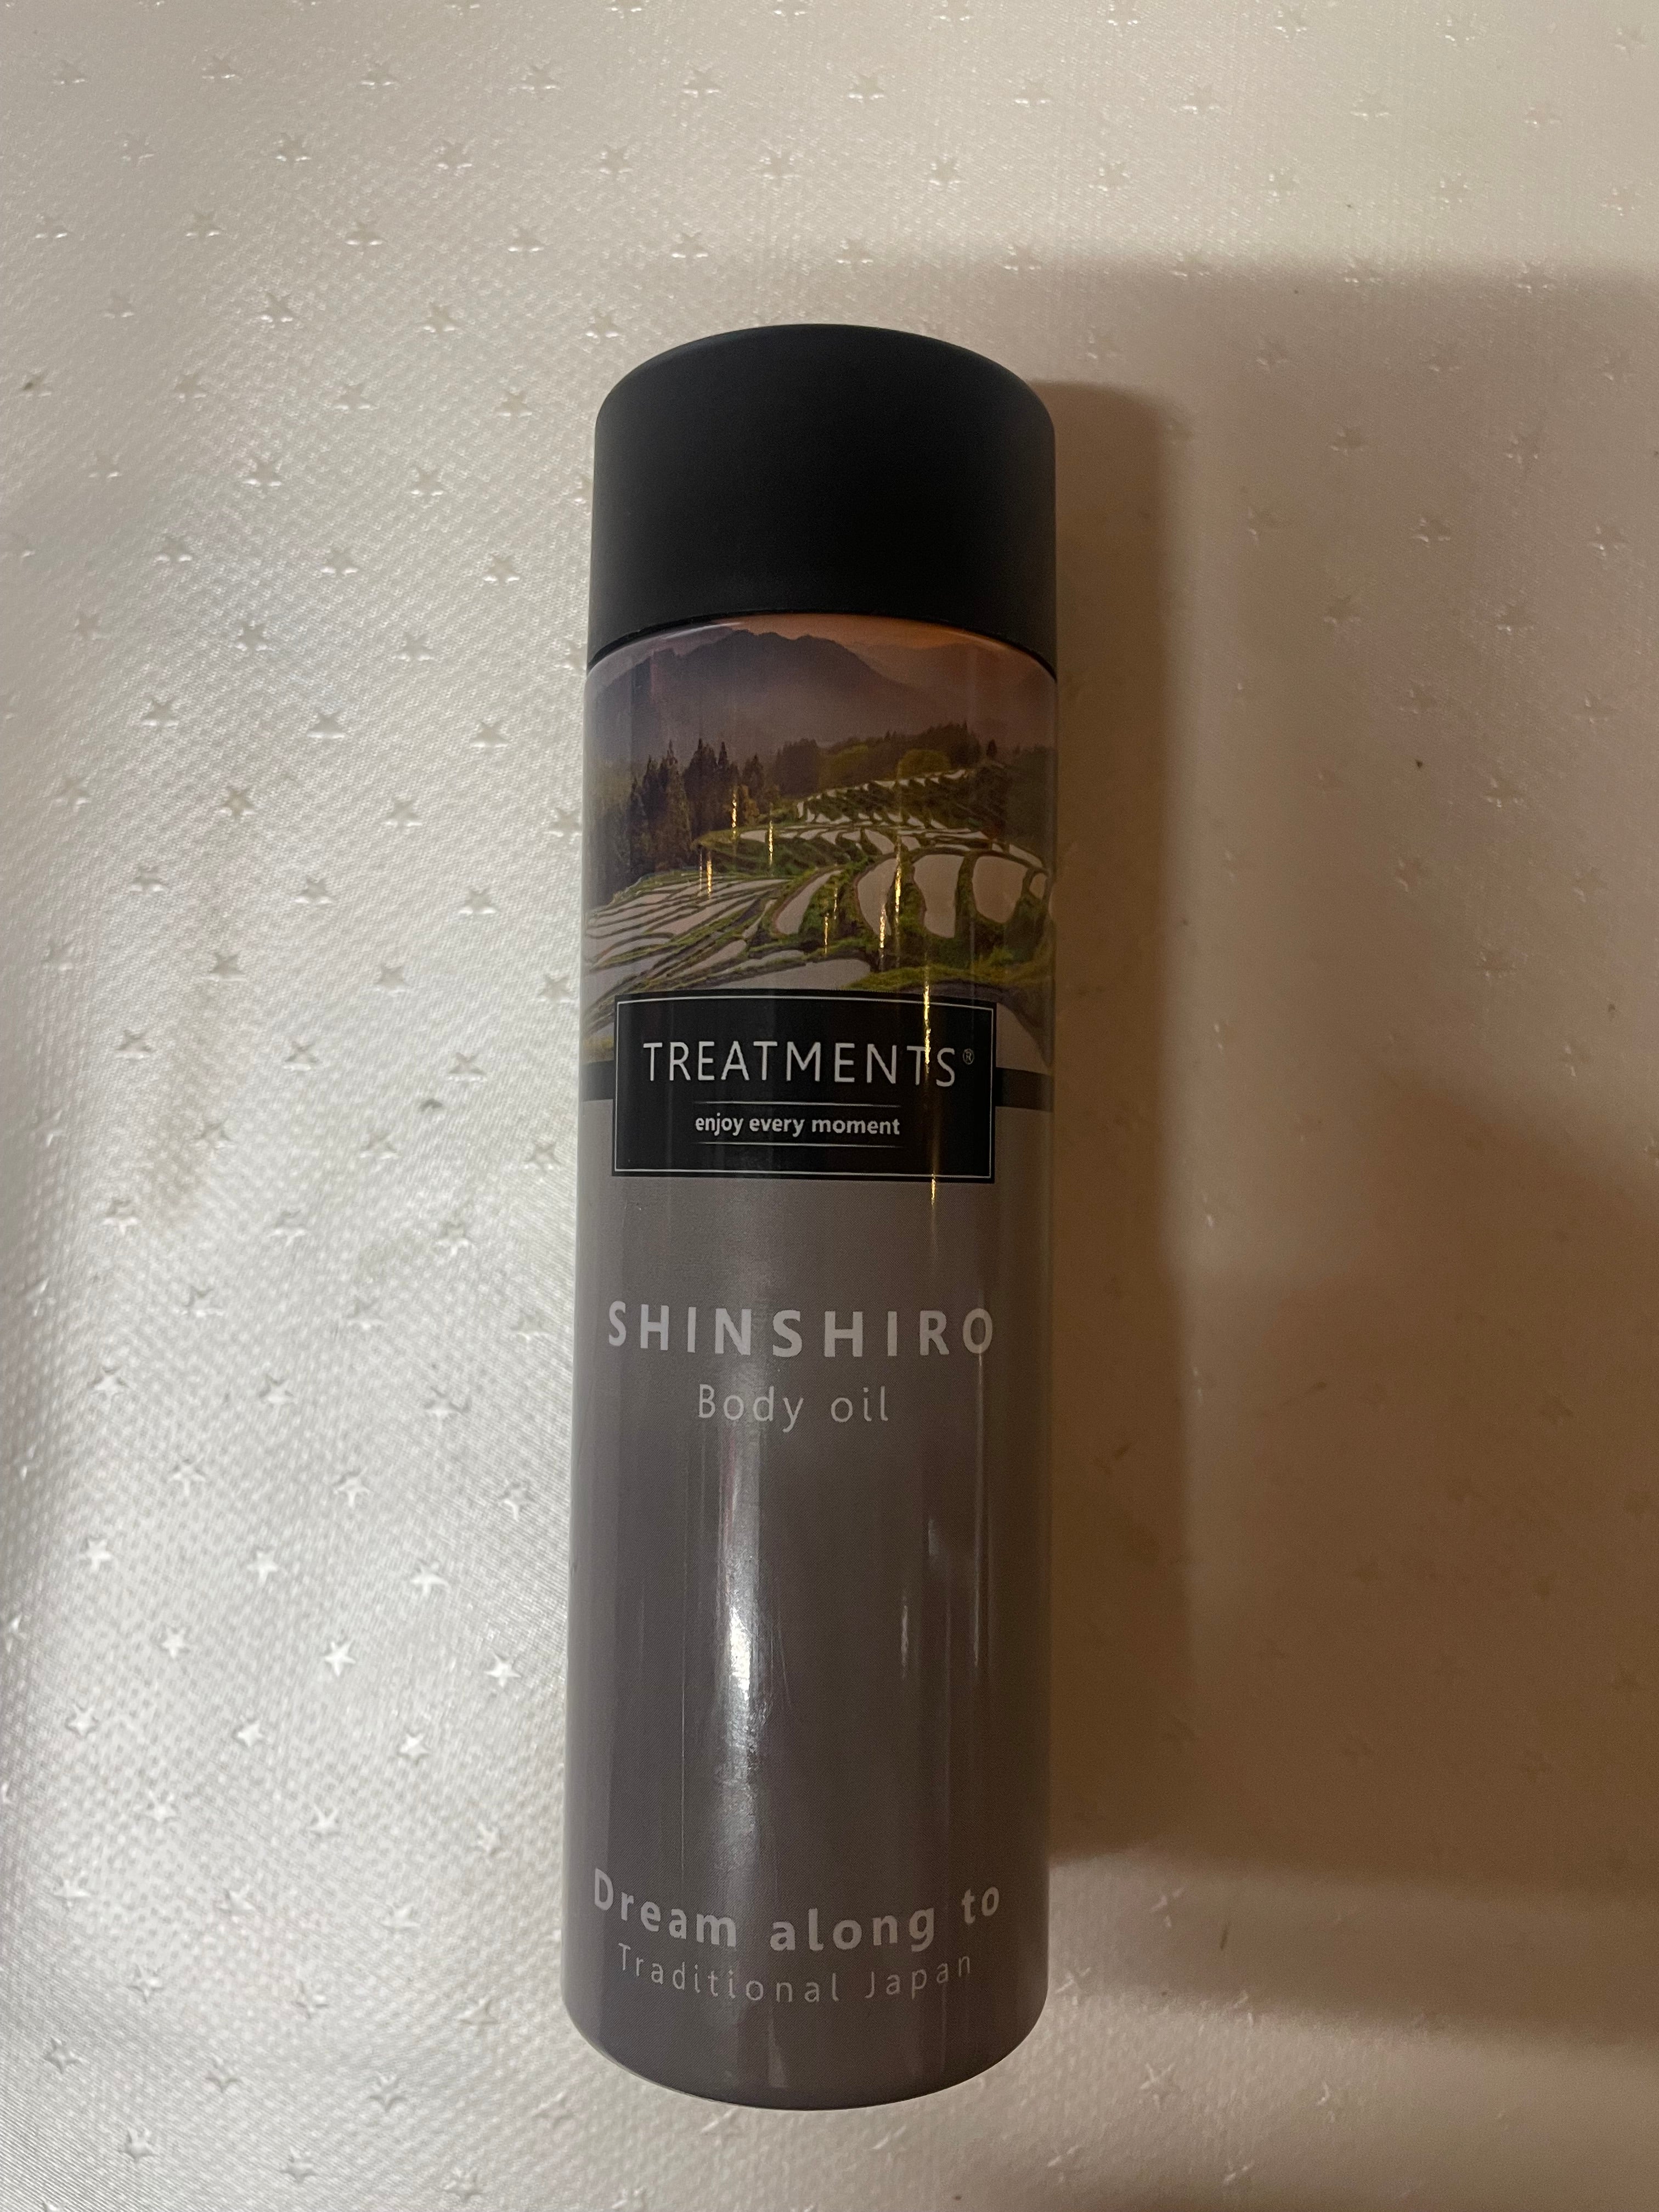 TREATMENTS®
enjoy every moment
SHINSHIRO
Body oil
Dream along to
Traditional Japan